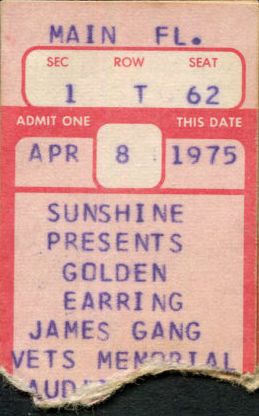 MAIN FL.
SEC ROW SEAT
1 T 62
ADMIT ONE THIS DATE
APR 8 1975
SUNSHINE
PRESENTS
GOLDEN
EARRING
JAMES GANG
VETS MEMORIAL